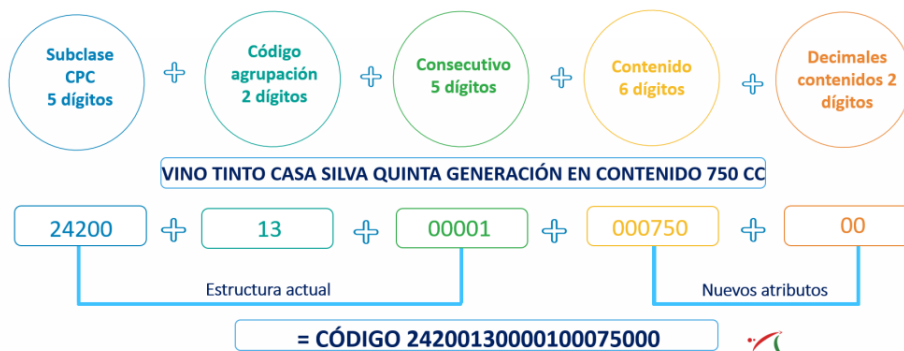 Subclase
CPC
5 dígitos
Código
agrupación
2 dígitos
Consecutivo
5 dígitos
Contenido
6 dígitos
Decimales
contenidos 2
dígitos
VINO TINTO CASA SILVA QUINTA GENERACIÓN EN CONTENIDO 750 CC
24200
13
00001
000750
00
Estructura actual
Nuevos atributos
= CÓDIGO 24200130000100075000